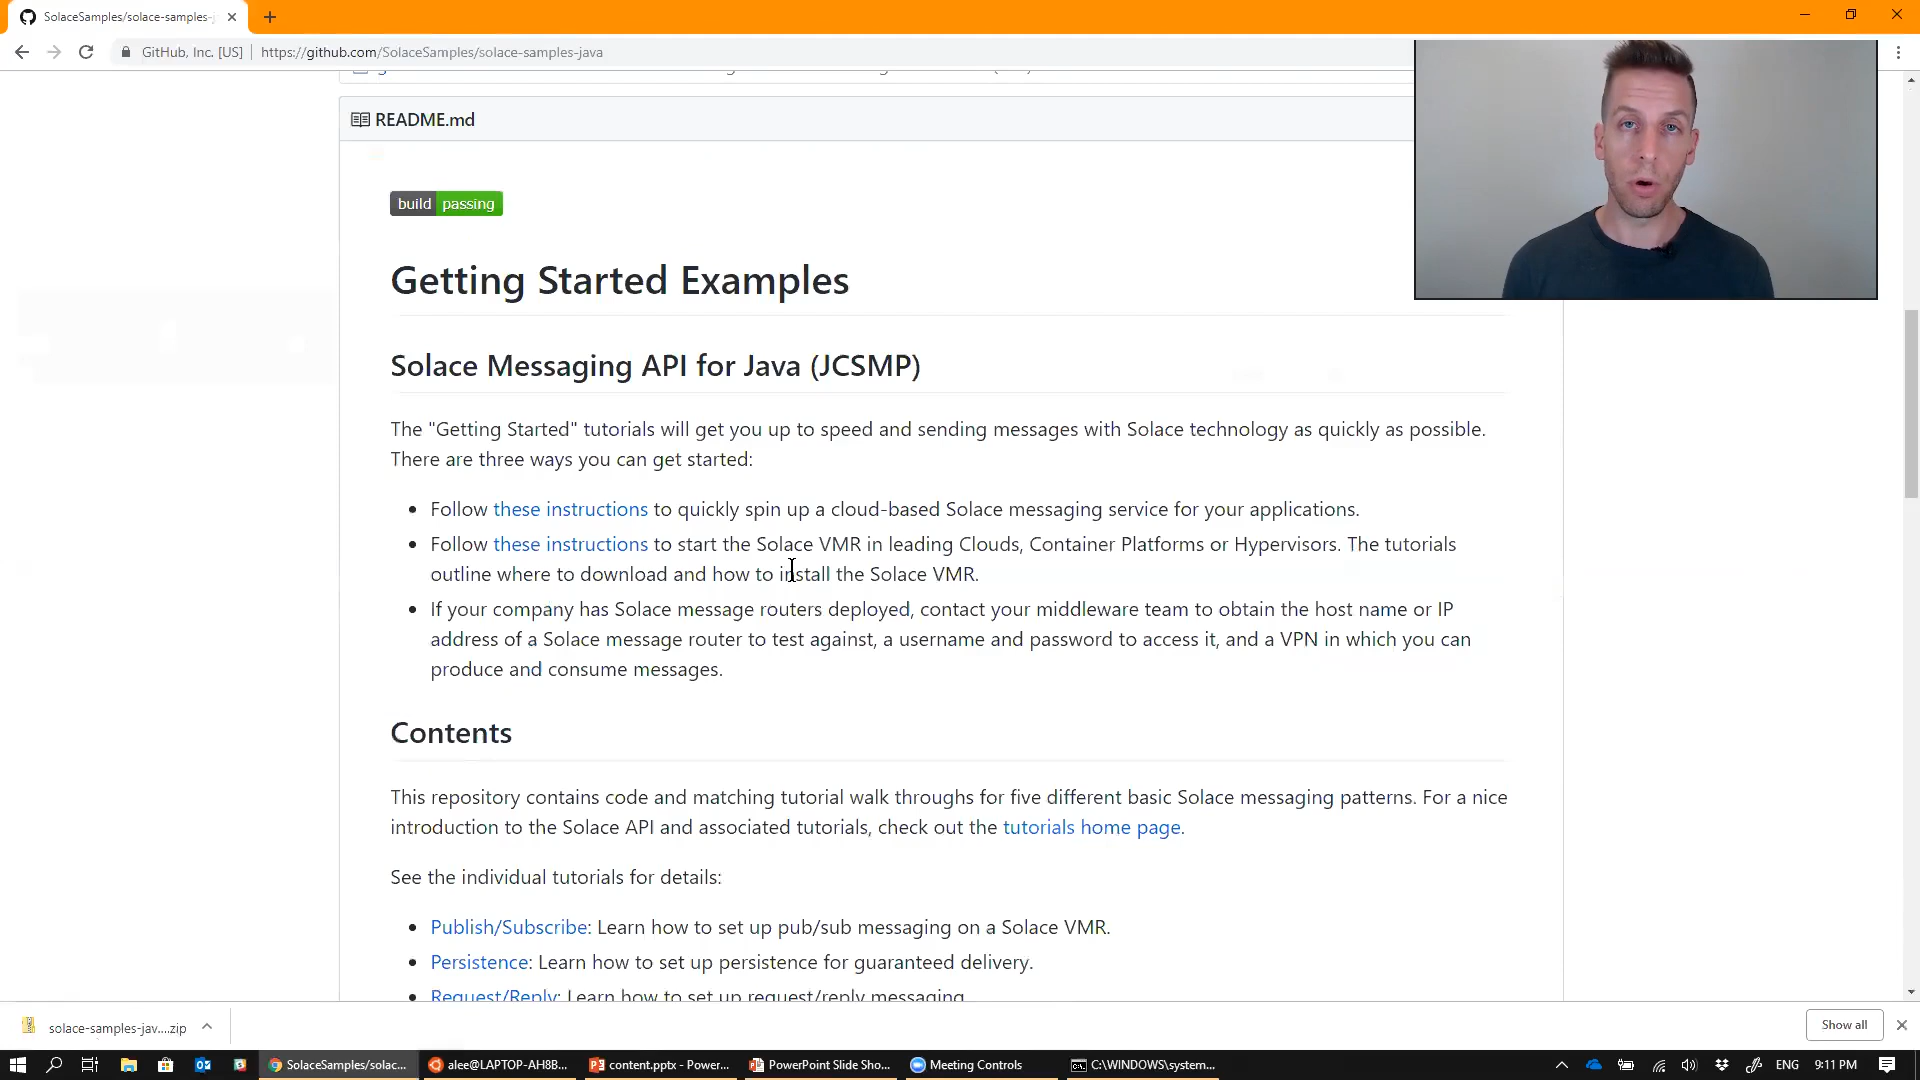 SolaceSamples/solace-samples-j
GitHub, Inc. [US]
https://github.com/SolaceSamples/solace-samples-java
README.md
build passing
Getting Started Examples
Solace Messaging API for Java (JCSMP)
The "Getting Started" tutorials will get you up to speed and sending messages with Solace technology as quickly as possible.
There are three ways you can get started:
Follow these instructions to quickly spin up a cloud-based Solace messaging service for your applications.
Follow these instructions to start the Solace VMR in leading Clouds, Container Platforms or Hypervisors. The tutorials
outline where to download and how to install the Solace VMR.
If your company has Solace message routers deployed, contact your middleware team to obtain the host name or IP
address of a Solace message router to test against, a username and password to access it, and a VPN in which you can
produce and consume messages.
Contents
This repository contains code and matching tutorial walk throughs for five different basic Solace messaging patterns. For a nice
introduction to the Solace API and associated tutorials, check out the tutorials home page.
See the individual tutorials for details:
Publish/Subscribe: Learn how to set up pub/sub messaging on a Solace VMR.
Persistence: Learn how to set up persistence for guaranteed delivery.
Request/Reply: Learn how to set up request/reply messaging
solace-samples-jav....zip
Show all
SolaceSamples/solac...
alee@LAPTOP-AH8B...
content.pptx - Power...
PowerPoint Slide Sho...
Meeting Controls
C:\WINDOWS\system...
ENG
9:11 PM